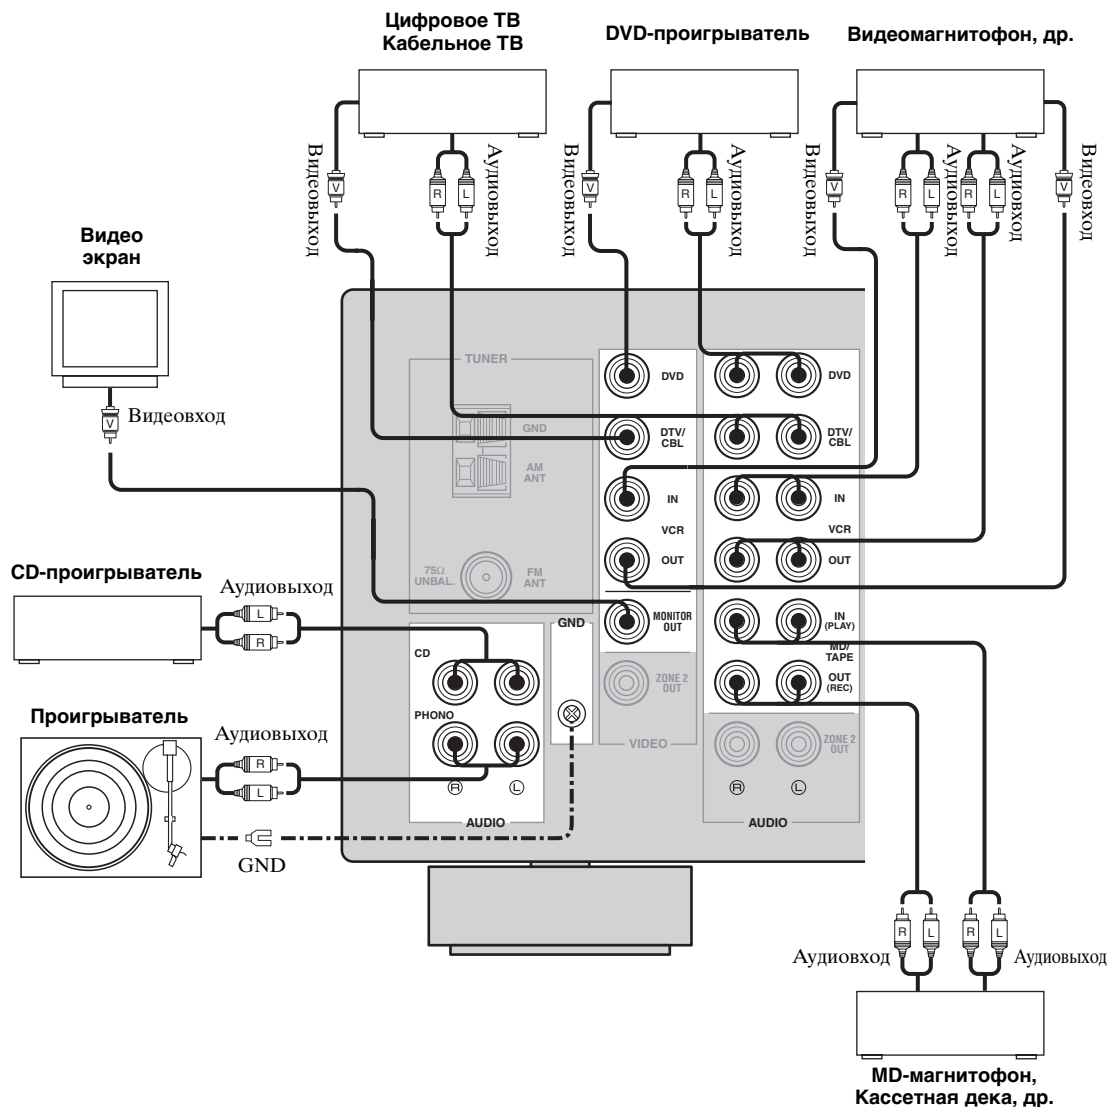 Цифровое ТВ
Кабельное ТВ
DVD-проигрыватель
Видеомагнитофон, др.
Видеовыход
R
L
Аудиовыход
V
Видеовыход
V
R
L
Аудиовыход
Видеовыход
V
R
L
Аудиовыход
R
L
Аудиовход
V
Видеовход
Видео
экран
V
Видеовход
TUNER
GND
AM
ANT
75Ω
UNBAL.
FM
ANT
DVD
DTV/
CBL
IN
VCR
OUT
MONITOR
OUT
ZONE 2
OUT
VIDEO
DVD
DTV/
CBL
IN
VCR
OUT
IN
(PLAY)
MD/
TAPE
OUT
(REC)
ZONE 2
OUT
R
L
AUDIO
CD-проигрыватель
Аудиовыход
L
R
CD
GND
Проигрыватель
Аудиовыход
R
L
PHONO
R
L
AUDIO
GND
R
L
R
L
Аудиовход
Аудиовыход
MD-магнитофон,
Кассетная дека, др.